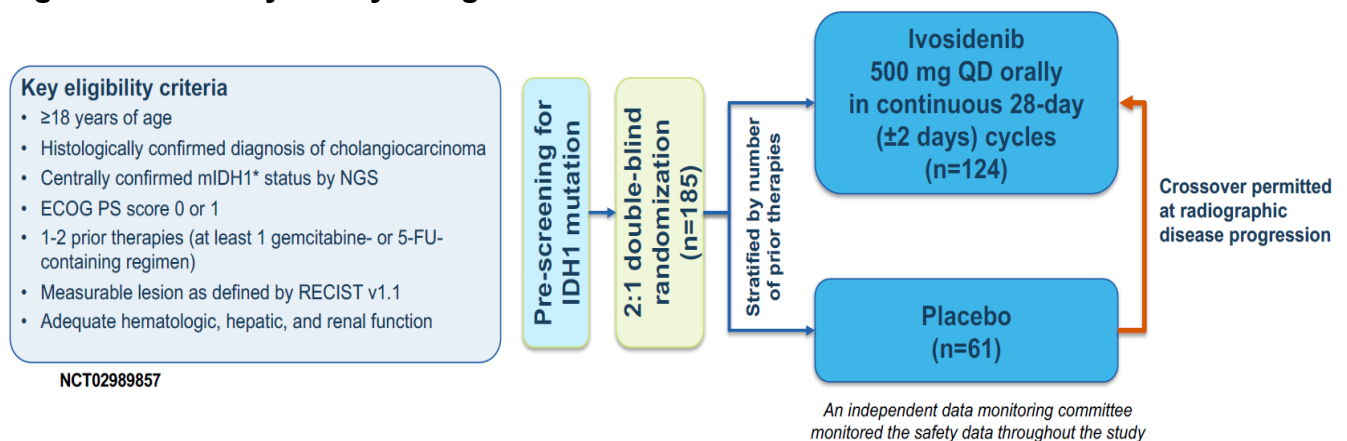 Key eligibility criteria
• ≥18 years of age
• Histologically confirmed diagnosis of cholangiocarcinoma
• Centrally confirmed mIDH1* status by NGS
• ECOG PS score 0 or 1
• 1-2 prior therapies (at least 1 gemcitabine- or 5-FU-
containing regimen)
• Measurable lesion as defined by RECIST v1.1
• Adequate hematologic, hepatic, and renal function
NCT02989857
Pre-screening for
IDH1 mutation
2:1 double-blind
randomization
(n=185)
Stratified by number
of prior therapies
Ivosidenib
500 mg QD orally
in continuous 28-day
(±2 days) cycles
(n=124)
Placebo
(n=61)
Crossover permitted
at radiographic
disease progression
An independent data monitoring committee
monitored the safety data throughout the study